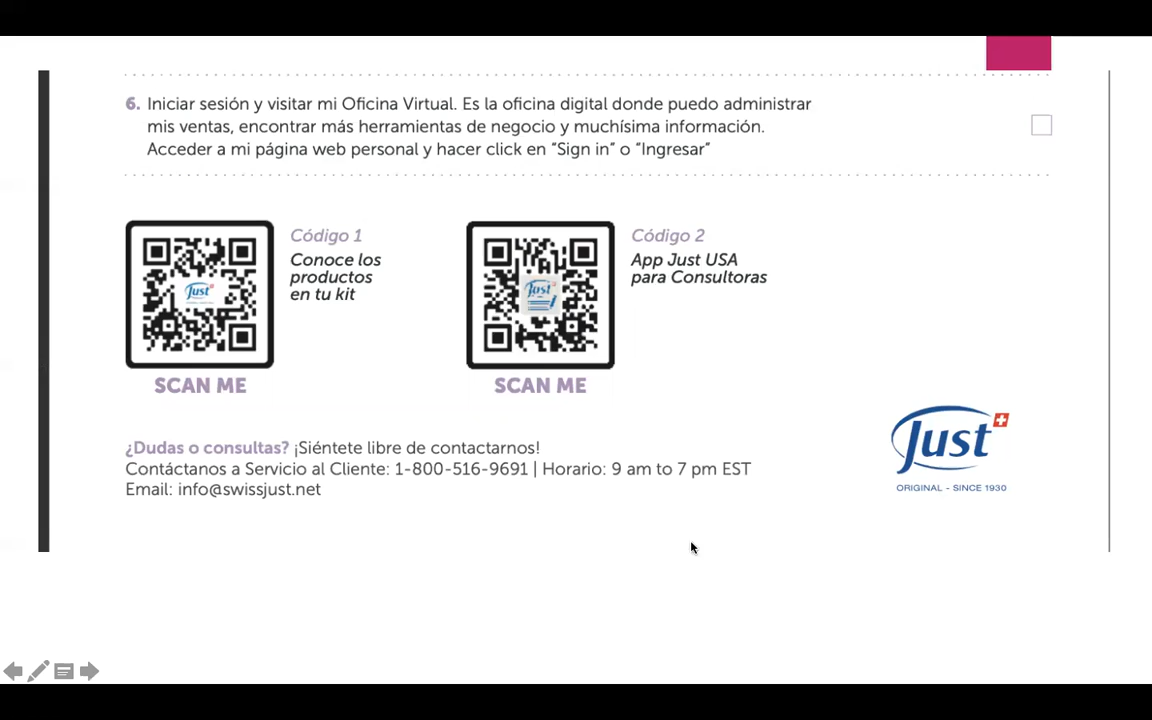 6. Iniciar sesión y visitar mi Oficina Virtual. Es la oficina digital donde puedo administrar
mis ventas, encontrar más herramientas de negocio y muchísima información.
Acceder a mi página web personal y hacer click en “Sign in” o “Ingresar”
Just
Código 1
Conoce los
productos
en tu kit
SCAN ME
Just
Código 2
App Just USA
para Consultoras
SCAN ME
¿Dudas o consultas? ¡Siéntete libre de contactarnos!
Contáctanos a Servicio al Cliente: 1-800-516-9691 | Horario: 9 am to 7 pm EST
Email: info@swissjust.net
Just
ORIGINAL - SINCE 1930